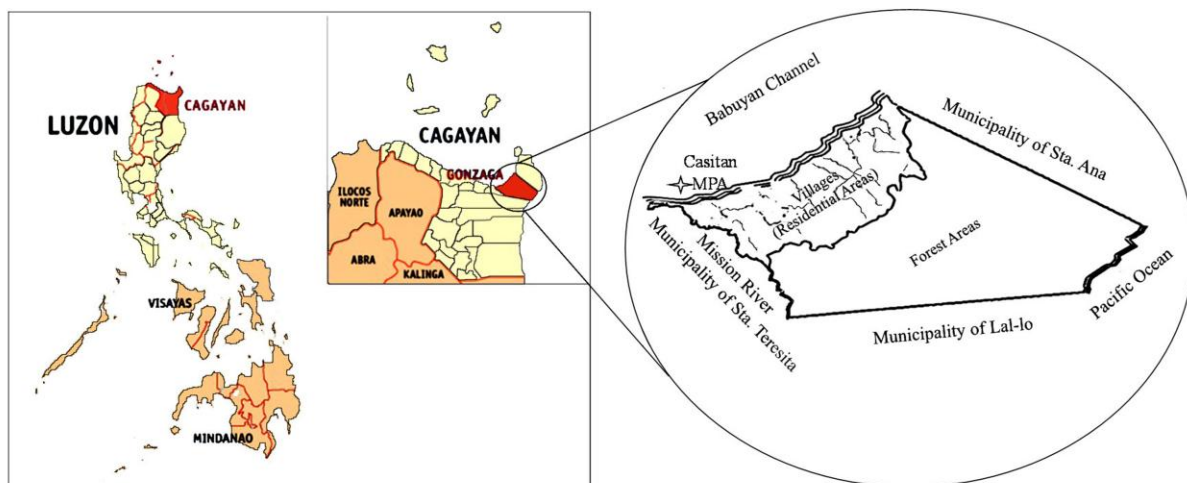 LUZON
CAGAYAN
VISAYAS
MINDANAO
CAGAYAN
GONZAGA
ILOCOS
NORTE
APAYAO
ABRA
KALINGA
Babuyan Channel
Casitan
MPA
Villages
(Residential Areas)
Municipality of Sta. Ana
Forest Areas
Mission River
Municipality of Sta. Teresita
Municipality of Lal-lo
Pacific Ocean